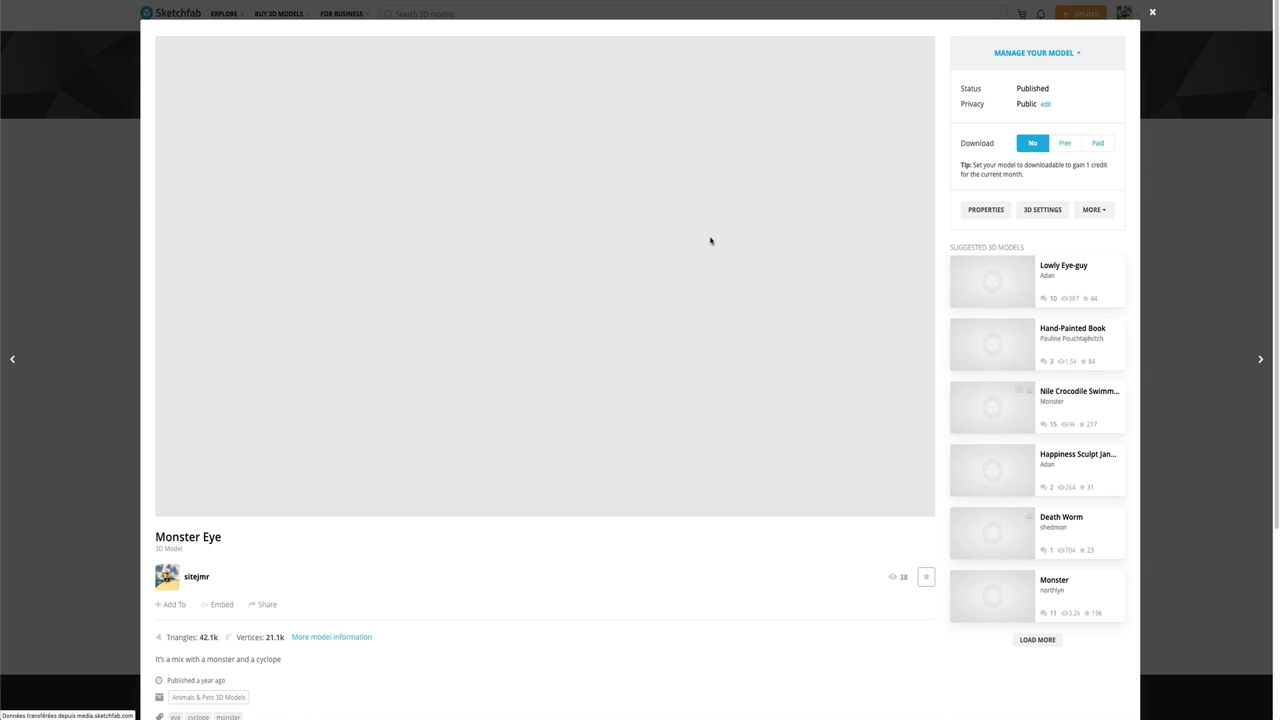 Sketchfab EXPLORE BUY 3D MODELS FOR BUSINESS Search 3D models UPLOAD
MANAGE YOUR MODEL
Status Published
Privacy Public edit
Download No Free Paid
Tip: Set your model to downloadable to gain 1 credit
for the current month.
PROPERTIES 3D SETTINGS MORE
SUGGESTED 3D MODELS
Lowly Eye-guy
Adan
10 387 44
Hand-Painted Book
Pauline Pouchtajévitch
3 1.5k 84
Nile Crocodile Swimm...
Monster
15 9k 217
Happiness Sculpt Jan...
Adan
2 264 31
Death Worm
shedmon
1 704 23
Monster
northlyn
11 3.2k 196
LOAD MORE
Monster Eye
3D Model
sitejmr 38
+ Add To Embed Share
Triangles: 42.1k Vertices: 21.1k More model information
It's a mix with a monster and a cyclope
Published a year ago
Animals & Pets 3D Models
eye cyclope monster
Données transférées depuis media.sketchfab.com